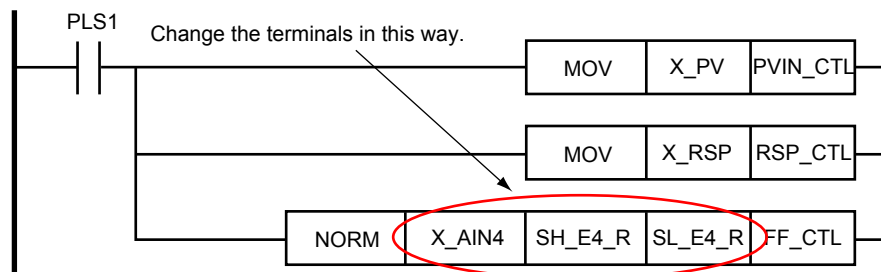 PLS1
Change the terminals in this way.
MOV X_PV PVIN_CTL
MOV X_RSP RSP_CTL
NORM X_AIN4 SH_E4_R SL_E4_R FF_CTL